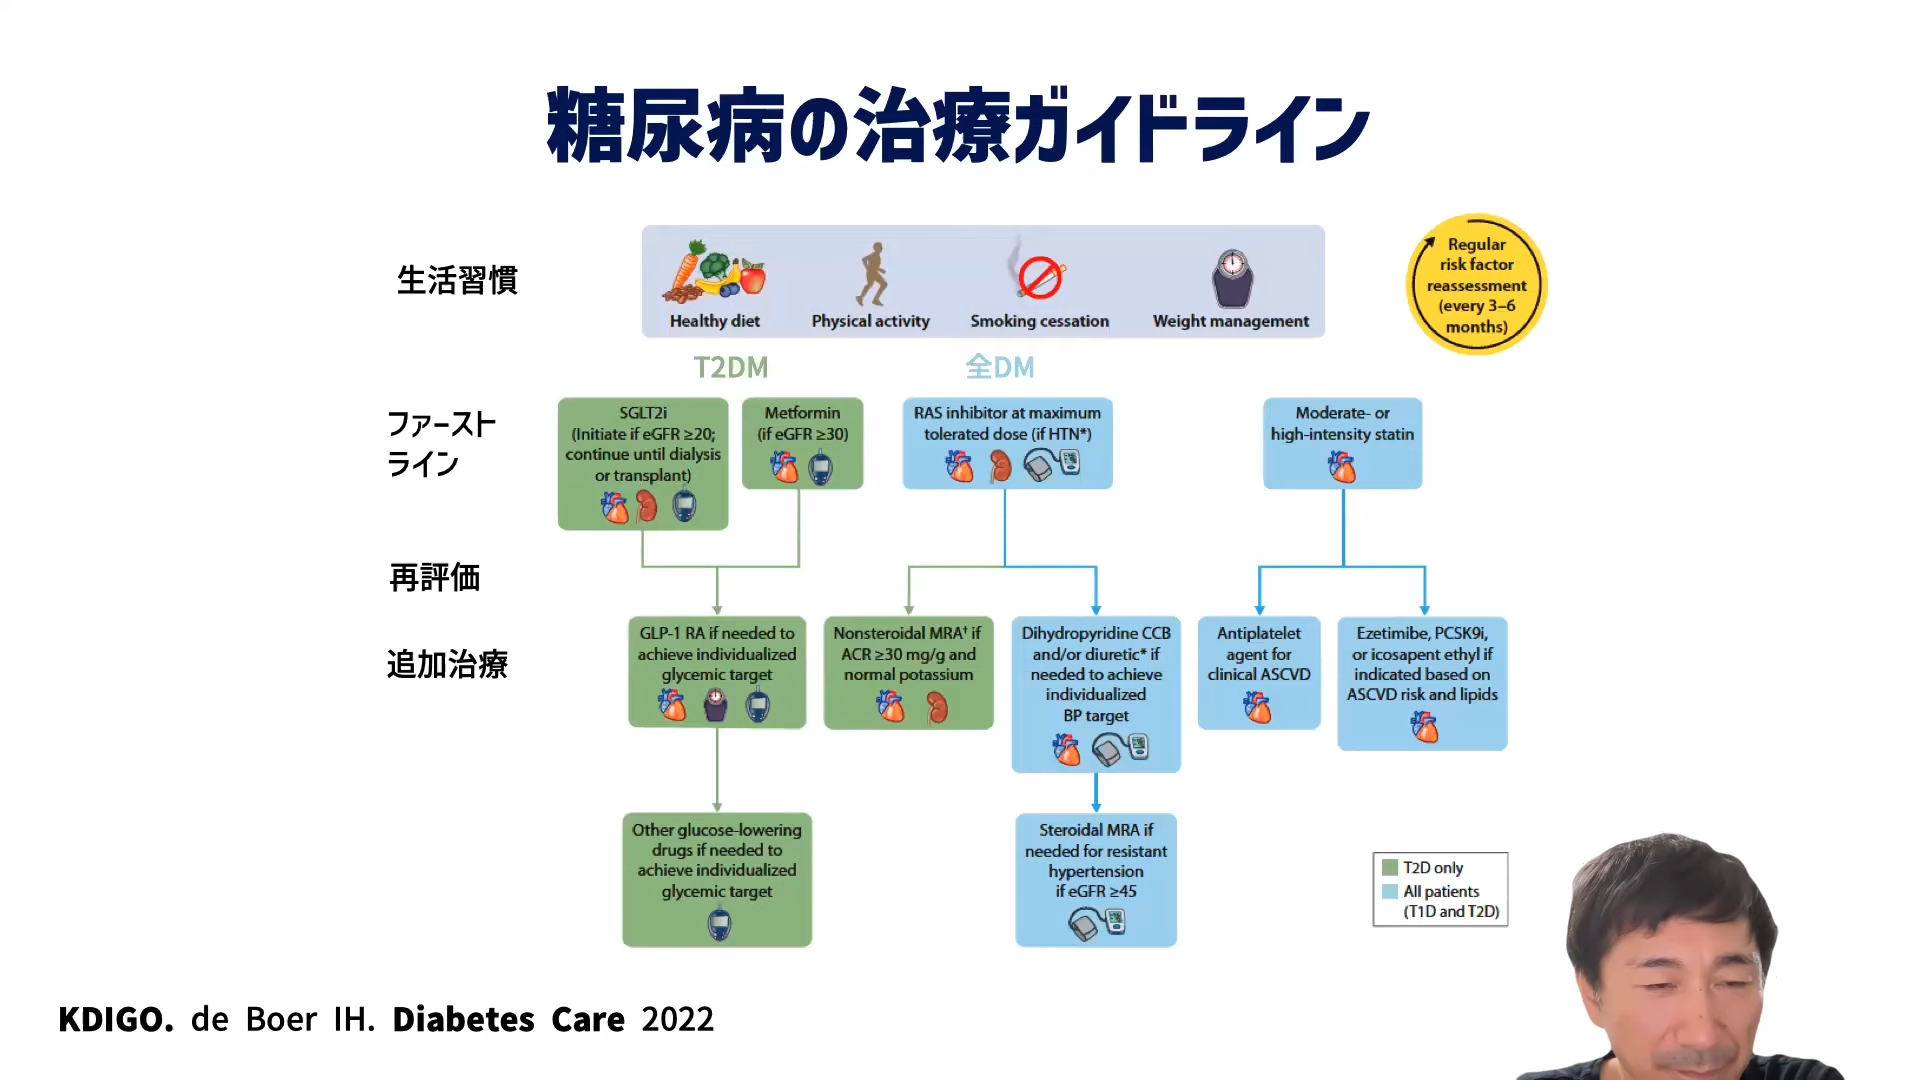 糖尿病の治療ガイドライン
生活習慣
Healthy diet
Physical activity
Smoking cessation
Weight management
Regular
risk factor
reassessment
(every 3–6
months)
T2DM
全DM
ファースト
ライン
SGLT2i
(Initiate if eGFR ≥20;
continue until dialysis
or transplant)
Metformin
(if eGFR ≥30)
RAS inhibitor at maximum
tolerated dose (if HTN*)
Moderate- or
high-intensity statin
再評価
追加治療
GLP-1 RA if needed to
achieve individualized
glycemic target
Nonsteroidal MRA† if
ACR ≥30 mg/g and
normal potassium
Dihydropyridine CCB
and/or diuretic* if
needed to achieve
individualized
BP target
Antiplatelet
agent for
clinical ASCVD
Ezetimibe, PCSK9i,
or icosapent ethyl if
indicated based on
ASCVD risk and lipids
Other glucose-lowering
drugs if needed to
achieve individualized
glycemic target
Steroidal MRA if
needed for resistant
hypertension
if eGFR ≥45
T2D only
All patients
(T1D and T2D)
KDIGO. de Boer IH. Diabetes Care 2022